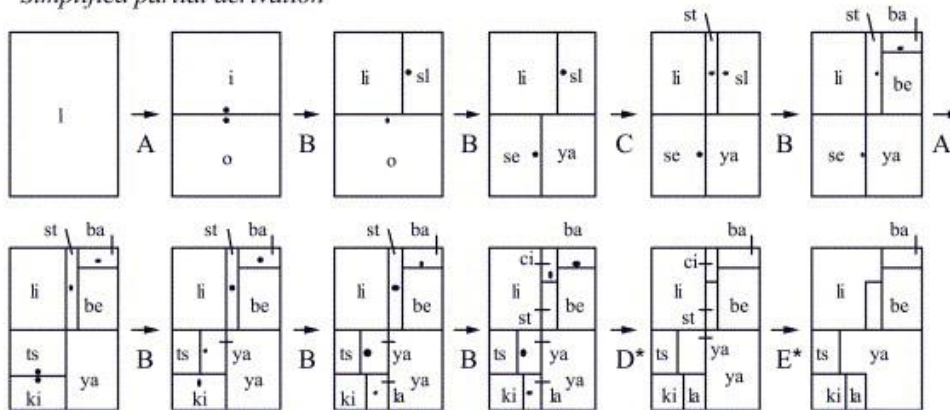 Simplified partial derivation
st st ba
l i li sl li sl li sl li be
o o se ya se ya se ya
A B B C B A
st ba st ba st ba ba ba ba
li be li be li be ci li be ci li be li be
st st
ts ya ts ya ts ya ts ya ts ya ts ya
ki ki ya ki la ya ki la ya ki la ya ki la
B B B D* E*